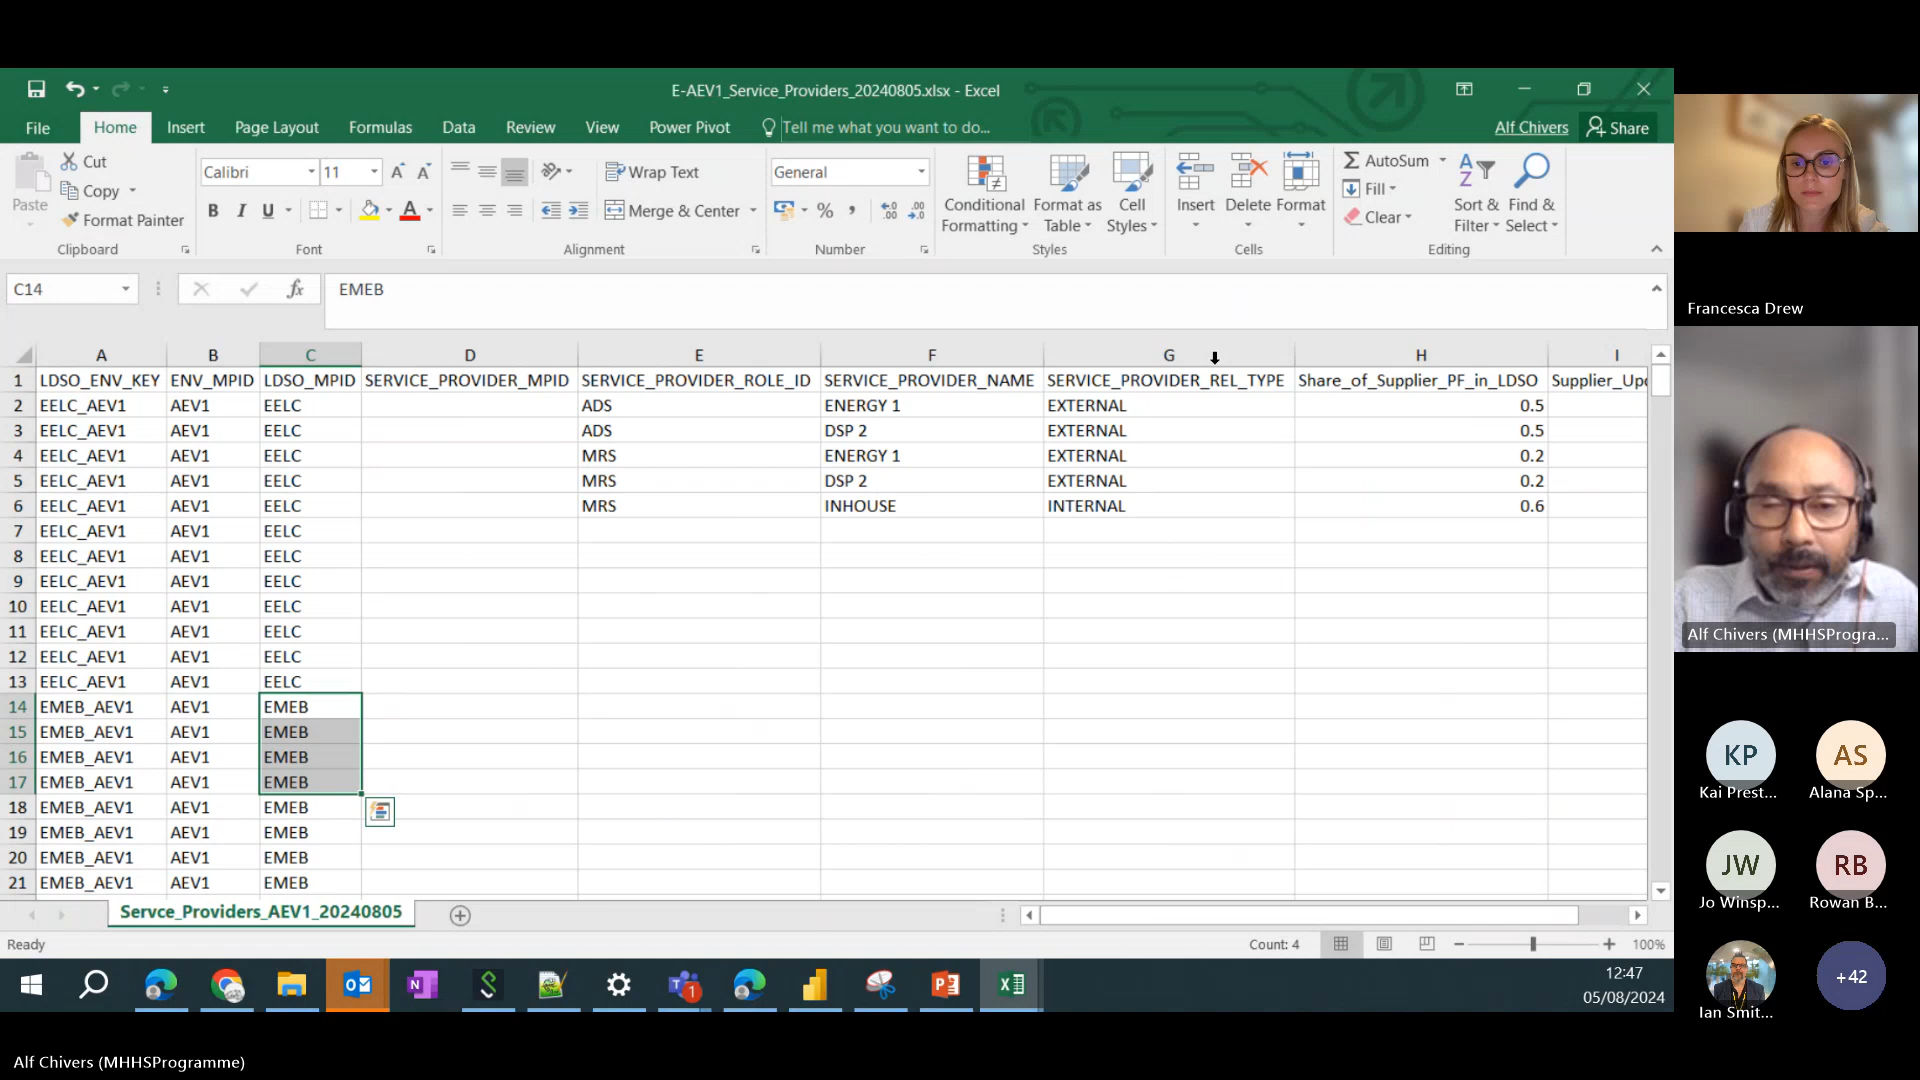 E-AEV1_Service_Providers_20240805.xlsx - Excel
File Home Insert Page Layout Formulas Data Review View Power Pivot Tell me what you want to do... Alf Chivers Share
Paste
Cut
Copy
Format Painter
Clipboard
Calibri 11
B I U
Font
Wrap Text
Merge & Center
Alignment
General
Number
Conditional Formatting
Format as Table
Cell Styles
Styles
Insert Delete Format
Cells
AutoSum
Fill
Clear
Sort & Filter
Find & Select
Editing
C14 fx EMEB
A B C D E F G H I
1 LDSO_ENV_KEY ENV_MPID LDSO_MPID SERVICE_PROVIDER_MPID SERVICE_PROVIDER_ROLE_ID SERVICE_PROVIDER_NAME SERVICE_PROVIDER_REL_TYPE Share_of_Supplier_PF_in_LDSO Supplier_Upd
2 EELC_AEV1 AEV1 EELC ADS ENERGY 1 EXTERNAL 0.5
3 EELC_AEV1 AEV1 EELC ADS DSP 2 EXTERNAL 0.5
4 EELC_AEV1 AEV1 EELC MRS ENERGY 1 EXTERNAL 0.2
5 EELC_AEV1 AEV1 EELC MRS DSP 2 EXTERNAL 0.2
6 EELC_AEV1 AEV1 EELC MRS INHOUSE INTERNAL 0.6
7 EELC_AEV1 AEV1 EELC
8 EELC_AEV1 AEV1 EELC
9 EELC_AEV1 AEV1 EELC
10 EELC_AEV1 AEV1 EELC
11 EELC_AEV1 AEV1 EELC
12 EELC_AEV1 AEV1 EELC
13 EELC_AEV1 AEV1 EELC
14 EMEB_AEV1 AEV1 EMEB
15 EMEB_AEV1 AEV1 EMEB
16 EMEB_AEV1 AEV1 EMEB
17 EMEB_AEV1 AEV1 EMEB
18 EMEB_AEV1 AEV1 EMEB
19 EMEB_AEV1 AEV1 EMEB
20 EMEB_AEV1 AEV1 EMEB
21 EMEB_AEV1 AEV1 EMEB
Servce_Providers_AEV1_20240805
Ready Count: 4 100%
12:47
05/08/2024
Alf Chivers (MHHSProgramme)
Francesca Drew
Alf Chivers (MHHSProgra...
KP AS
Kai Prest... Alana Sp...
JW RB
Jo Winsp... Rowan B...
+42
Ian Smit...